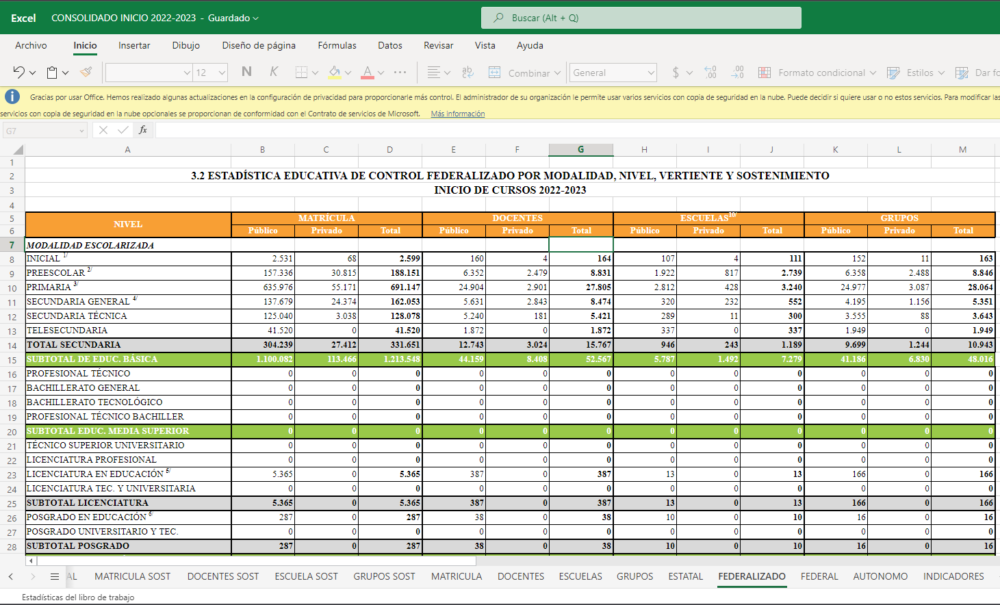 Excel CONSOLIDADO INICIO 2022-2023 - Guardado Buscar (Alt + Q)
Archivo Inicio Insertar Dibujo Diseño de página Fórmulas Datos Revisar Vista Ayuda
12 N K ab Combinar General $ Formato condicional Estilos Dar fo
Gracias por usar Office. Hemos realizado algunas actualizaciones en la configuración de privacidad para proporcionarle más control. El administrador de su organización le permite usar varios servicios con copia de seguridad en la nube. Puede decidir si quiere usar o no estos servicios. Para modificar las
servicios con copia de seguridad en la nube opcionales se proporcionan de conformidad con el Contrato de servicios de Microsoft. Más información
G7 fx
A B C D E F G H I J K L M
1
2 3.2 ESTADÍSTICA EDUCATIVA DE CONTROL FEDERALIZADO POR MODALIDAD, NIVEL, VERTIENTE Y SOSTENIMIENTO
3 INICIO DE CURSOS 2022-2023
4
5 NIVEL MATRÍCULA DOCENTES ESCUELAS10/ GRUPOS
6 Público Privado Total Público Privado Total Público Privado Total Público Privado Total
7 MODALIDAD ESCOLARIZADA
8 INICIAL 1/ 2.531 68 2.599 160 4 164 107 4 111 152 11 163
9 PREESCOLAR 2/ 157.336 30.815 188.151 6.352 2.479 8.831 1.922 817 2.739 6.358 2.488 8.846
10 PRIMARIA 3/ 635.976 55.171 691.147 24.904 2.901 27.805 2.812 428 3.240 24.977 3.087 28.064
11 SECUNDARIA GENERAL 4/ 137.679 24.374 162.053 5.631 2.843 8.474 320 232 552 4.195 1.156 5.351
12 SECUNDARIA TÉCNICA 125.040 3.038 128.078 5.240 181 5.421 289 11 300 3.555 88 3.643
13 TELESECUNDARIA 41.520 0 41.520 1.872 0 1.872 337 0 337 1.949 0 1.949
14 TOTAL SECUNDARIA 304.239 27.412 331.651 12.743 3.024 15.767 946 243 1.189 9.699 1.244 10.943
15 SUBTOTAL DE EDUC. BÁSICA 1.100.082 113.466 1.213.548 44.159 8.408 52.567 5.787 1.492 7.279 41.186 6.830 48.016
16 PROFESIONAL TÉCNICO 0 0 0 0 0 0 0 0 0 0 0 0
17 BACHILLERATO GENERAL 0 0 0 0 0 0 0 0 0 0 0 0
18 BACHILLERATO TECNOLÓGICO 0 0 0 0 0 0 0 0 0 0 0 0
19 PROFESIONAL TÉCNICO BACHILLER 0 0 0 0 0 0 0 0 0 0 0 0
20 SUBTOTAL EDUC. MEDIA SUPERIOR 0 0 0 0 0 0 0 0 0 0 0 0
21 TÉCNICO SUPERIOR UNIVERSITARIO 0 0 0 0 0 0 0 0 0 0 0 0
22 LICENCIATURA PROFESIONAL 0 0 0 0 0 0 0 0 0 0 0 0
23 LICENCIATURA EN EDUCACIÓN 5/ 5.365 0 5.365 387 0 387 13 0 13 166 0 166
24 LICENCIATURA TEC. Y UNIVERSITARIA 0 0 0 0 0 0 0 0 0 0 0 0
25 SUBTOTAL LICENCIATURA 5.365 0 5.365 387 0 387 13 0 13 166 0 166
26 POSGRADO EN EDUCACIÓN 6/ 287 0 287 38 0 38 10 0 10 16 0 16
27 POSGRADO UNIVERSITARIO Y TEC. 0 0 0 0 0 0 0 0 0 0 0 0
28 SUBTOTAL POSGRADO 287 0 287 38 0 38 10 0 10 16 0 16
AL MATRICULA SOST DOCENTES SOST ESCUELA SOST GRUPOS SOST MATRICULA DOCENTES ESCUELAS GRUPOS ESTATAL FEDERALIZADO FEDERAL AUTONOMO INDICADORES
Estadísticas del libro de trabajo